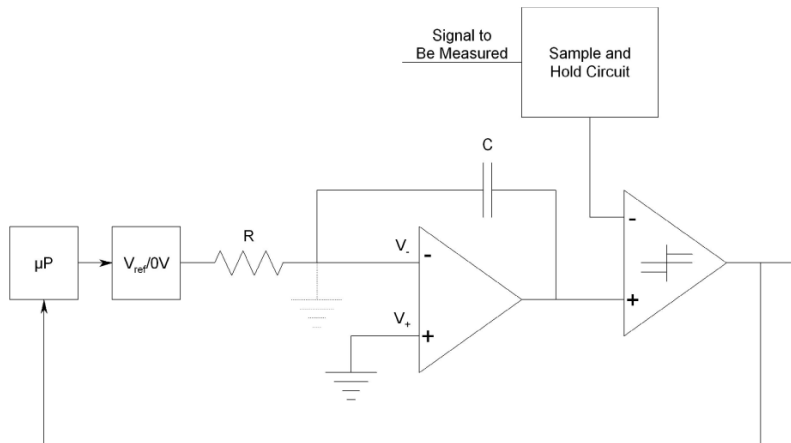 Signal to
Be Measured
Sample and
Hold Circuit
C
R
µP
Vref/0V
V-
V+
-
+
-
+